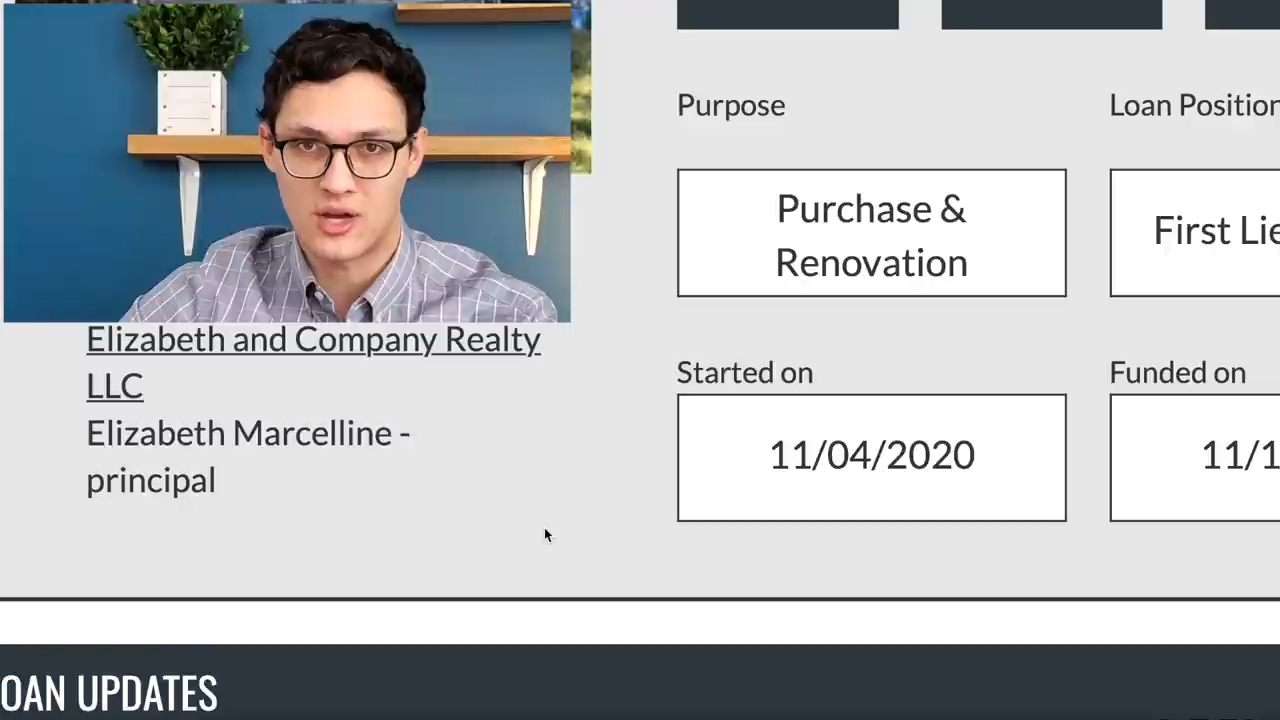 Purpose
Loan Position
Purchase &
Renovation
First Lie
Elizabeth and Company Realty
LLC
Elizabeth Marcelline -
principal
Started on
Funded on
11/04/2020
11/1
OAN UPDATES